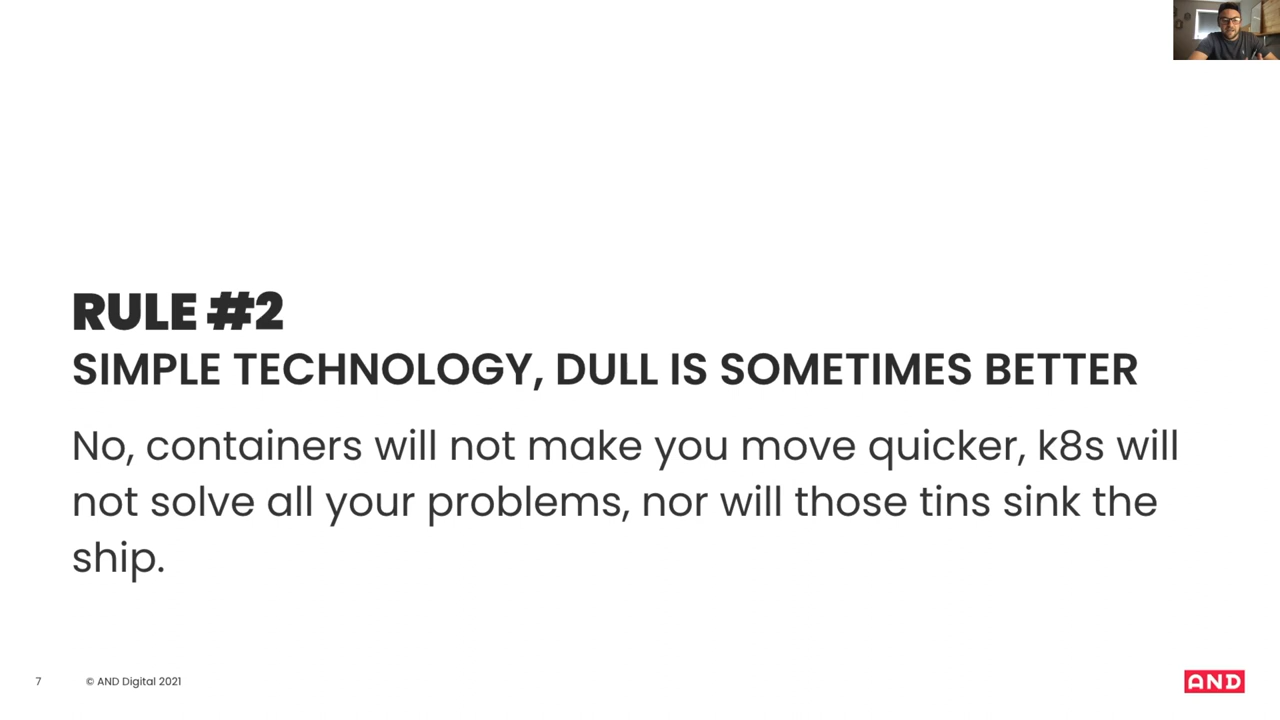 RULE #2
SIMPLE TECHNOLOGY, DULL IS SOMETIMES BETTER
No, containers will not make you move quicker, k8s will
not solve all your problems, nor will those tins sink the
ship.
7
© AND Digital 2021
AND